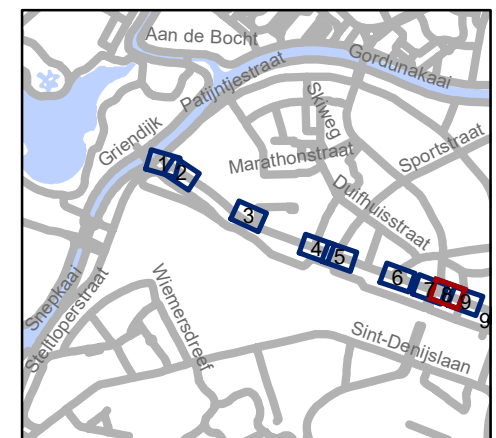 Aan de Bocht
Gordunakaai
Patijntjestraat
Skiweg
Griendijk
Marathonstraat
Sportstraat
Duifhuisstraat
1
2
3
4
5
6
7
8
9
9
Snepkaai
Steltloperstraat
Wiemersdreef
Sint-Denijslaan